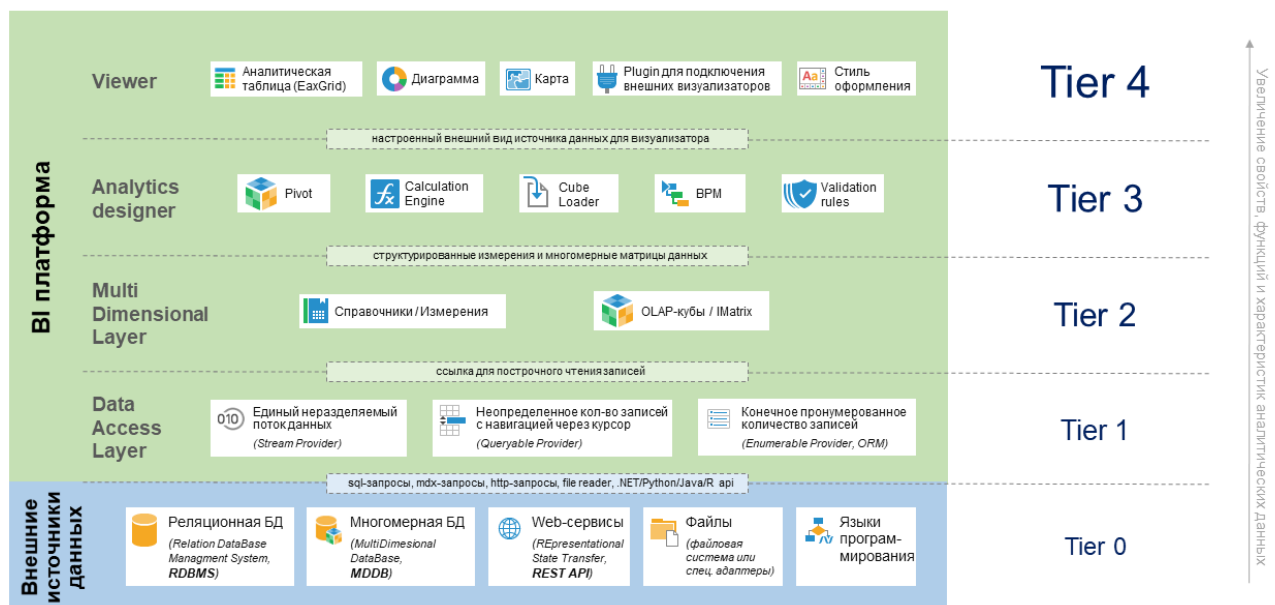 BI платформа
Viewer
Аналитическая
таблица (EaxGrid)
Диаграмма
Карта
Plugin для подключения
внешних визуализаторов
Aa
Стиль
оформления
Tier 4
настроенный внешний вид источника данных для визуализатора
Analytics
designer
Pivot
fx
Calculation
Engine
Cube
Loader
BPM
Validation
rules
Tier 3
структурированные измерения и многомерные матрицы данных
Multi
Dimensional
Layer
Справочники / Измерения
OLAP-кубы / IMatrix
Tier 2
ссылка для построчного чтения записей
Data
Access
Layer
010
Единый неразделяемый
поток данных
(Stream Provider)
Неопределенное кол-во записей
с навигацией через курсор
(Queryable Provider)
Конечное пронумерованное
количество записей
(Enumerable Provider, ORM)
Tier 1
sql-запросы, mdx-запросы, http-запросы, file reader, .NET/Python/Java/R api
Внешние
источники
данных
Реляционная БД
(Relation DataBase
Managment System,
RDBMS)
Многомерная БД
(MultiDimesional
DataBase,
MDDB)
Web-сервисы
(REpresentational
State Transfer,
REST API)
Файлы
(файловая
система или
спец. адаптеры)
Языки
програм-
мирования
Tier 0
Увеличение свойств, функций и характеристик аналитических данных